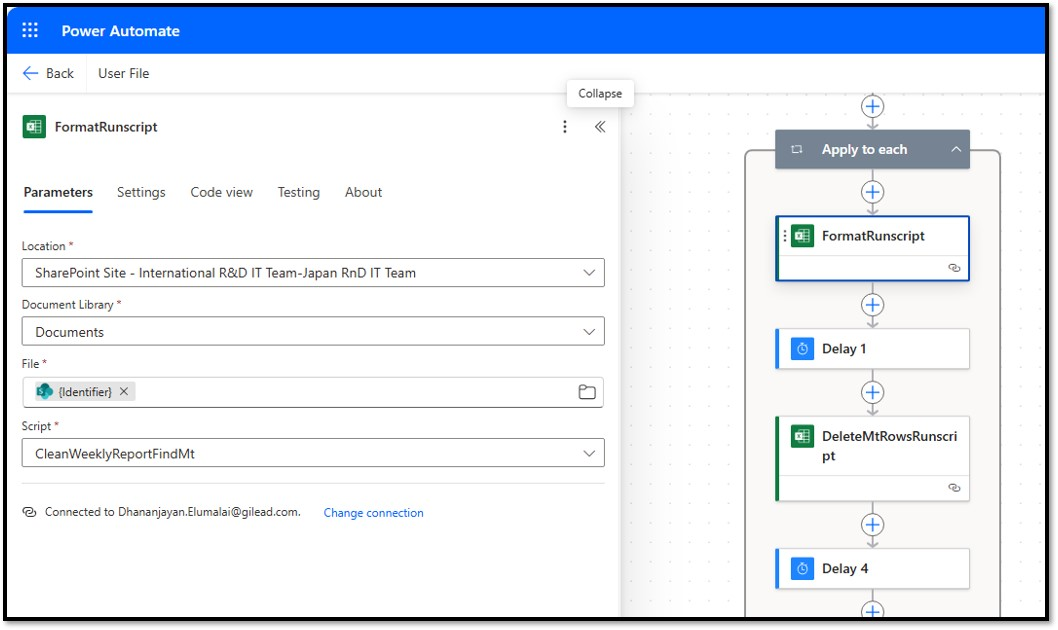 Power Automate
Back
User File
Collapse
FormatRunscript
Parameters
Settings
Code view
Testing
About
Location *
SharePoint Site - International R&D IT Team-Japan RnD IT Team
Document Library *
Documents
File *
{Identifier}
Script *
CleanWeeklyReportFindMt
Connected to Dhananjayan.Elumalai@gilead.com.
Change connection
Apply to each
FormatRunscript
Delay 1
DeleteMtRowsRunscri
pt
Delay 4